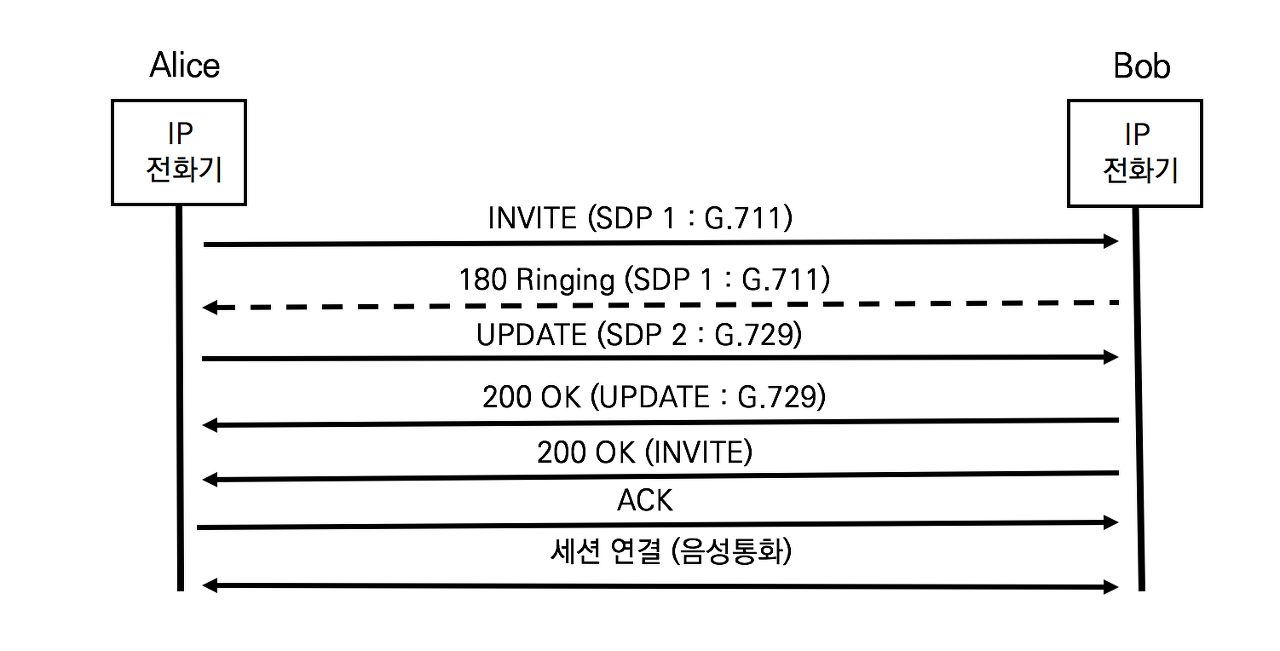 Alice
Bob
IP
전화기
IP
전화기
INVITE (SDP 1 : G.711)
180 Ringing (SDP 1 : G.711)
UPDATE (SDP 2 : G.729)
200 OK (UPDATE : G.729)
200 OK (INVITE)
ACK
세션 연결 (음성통화)